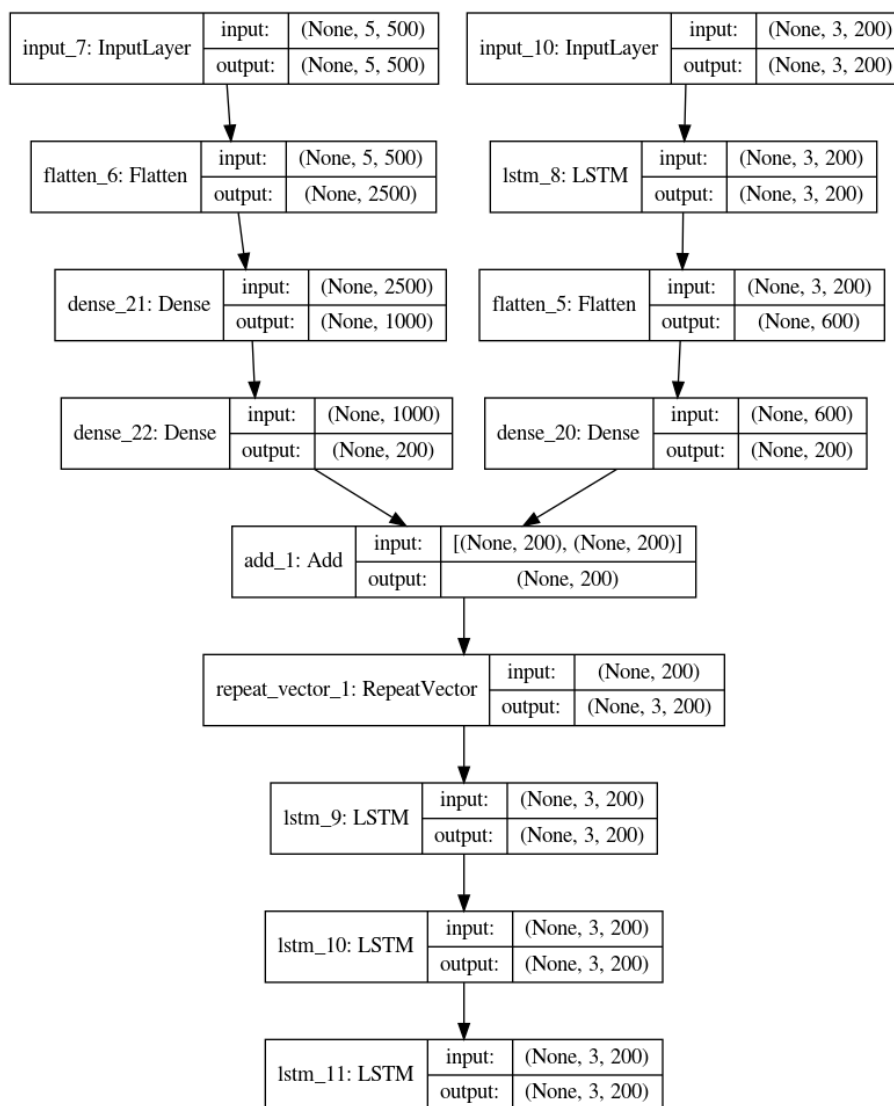 input_7: InputLayer
input: (None, 5, 500)
output: (None, 5, 500)
input_10: InputLayer
input: (None, 3, 200)
output: (None, 3, 200)
flatten_6: Flatten
input: (None, 5, 500)
output: (None, 2500)
lstm_8: LSTM
input: (None, 3, 200)
output: (None, 3, 200)
dense_21: Dense
input: (None, 2500)
output: (None, 1000)
flatten_5: Flatten
input: (None, 3, 200)
output: (None, 600)
dense_22: Dense
input: (None, 1000)
output: (None, 200)
dense_20: Dense
input: (None, 600)
output: (None, 200)
add_1: Add
input: [(None, 200), (None, 200)]
output: (None, 200)
repeat_vector_1: RepeatVector
input: (None, 200)
output: (None, 3, 200)
lstm_9: LSTM
input: (None, 3, 200)
output: (None, 3, 200)
lstm_10: LSTM
input: (None, 3, 200)
output: (None, 3, 200)
lstm_11: LSTM
input: (None, 3, 200)
output: (None, 3, 200)